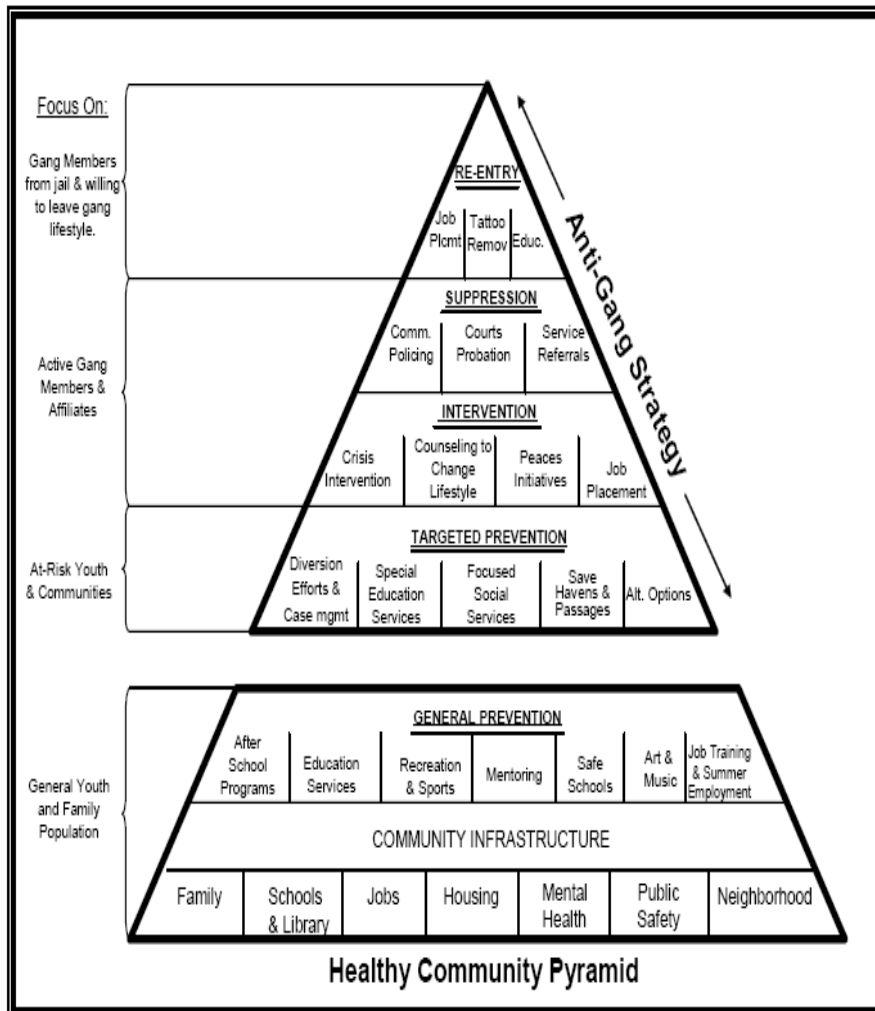 Focus On:
Gang Members
from jail & willing
to leave gang
lifestyle.
RE-ENTRY
Job
Plcmt
Tattoo
Remov
Educ.
Anti-Gang Strategy
Active Gang
Members &
Affiliates
SUPPRESSION
Comm.
Policing
Courts
Probation
Service
Referrals
INTERVENTION
Crisis
Intervention
Counseling to
Change
Lifestyle
Peaces
Initiatives
Job
Placement
At-Risk Youth
& Communities
TARGETED PREVENTION
Diversion
Efforts &
Case mgmt
Special
Education
Services
Focused
Social
Services
Save
Havens &
Passages
Alt. Options
General Youth
and Family
Population
GENERAL PREVENTION
After
School
Programs
Education
Services
Recreation
& Sports
Mentoring
Safe
Schools
Art &
Music
Job Training
& Summer
Employment
COMMUNITY INFRASTRUCTURE
Family
Schools
& Library
Jobs
Housing
Mental
Health
Public
Safety
Neighborhood
Healthy Community Pyramid